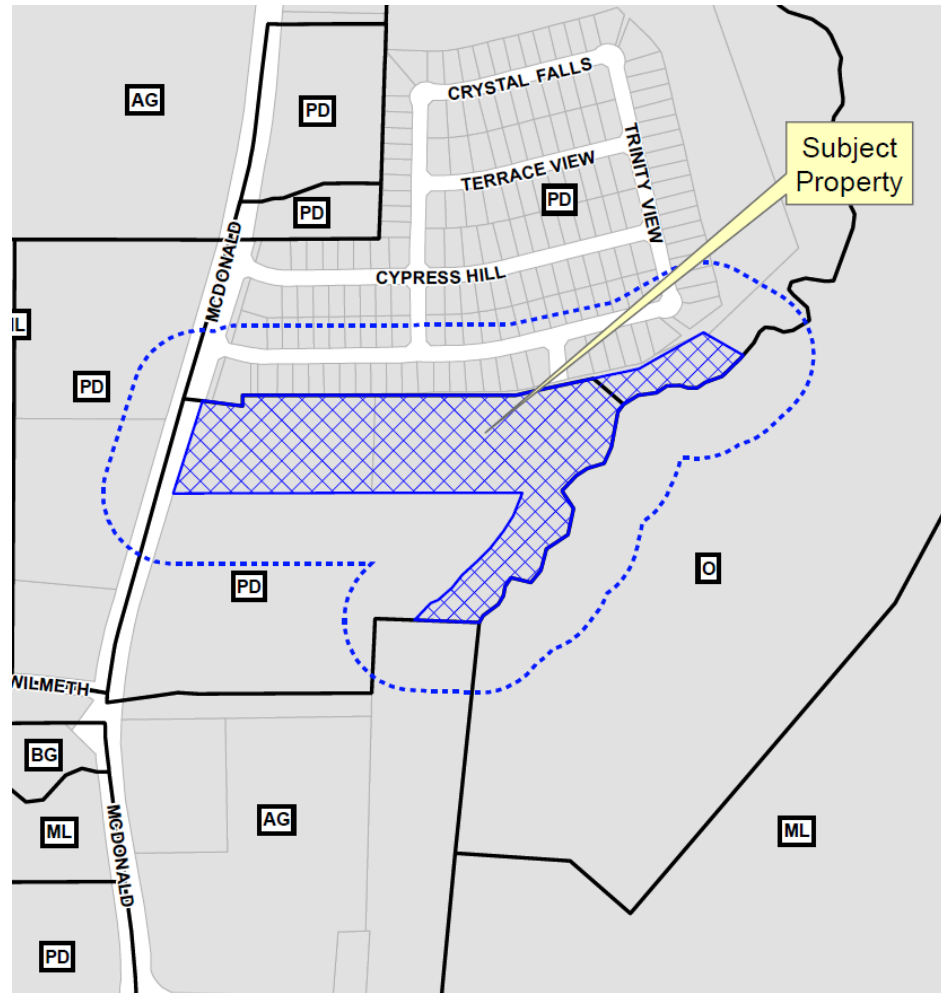 CRYSTAL FALLS
AG
PD
TRINITY VIEW
Subject
Property
TERRACE VIEW
PD
PD
MCDONALD
CYPRESS HILL
IL
PD
O
PD
WILMETH
BG
AG
ML
MCDONALD
ML
PD